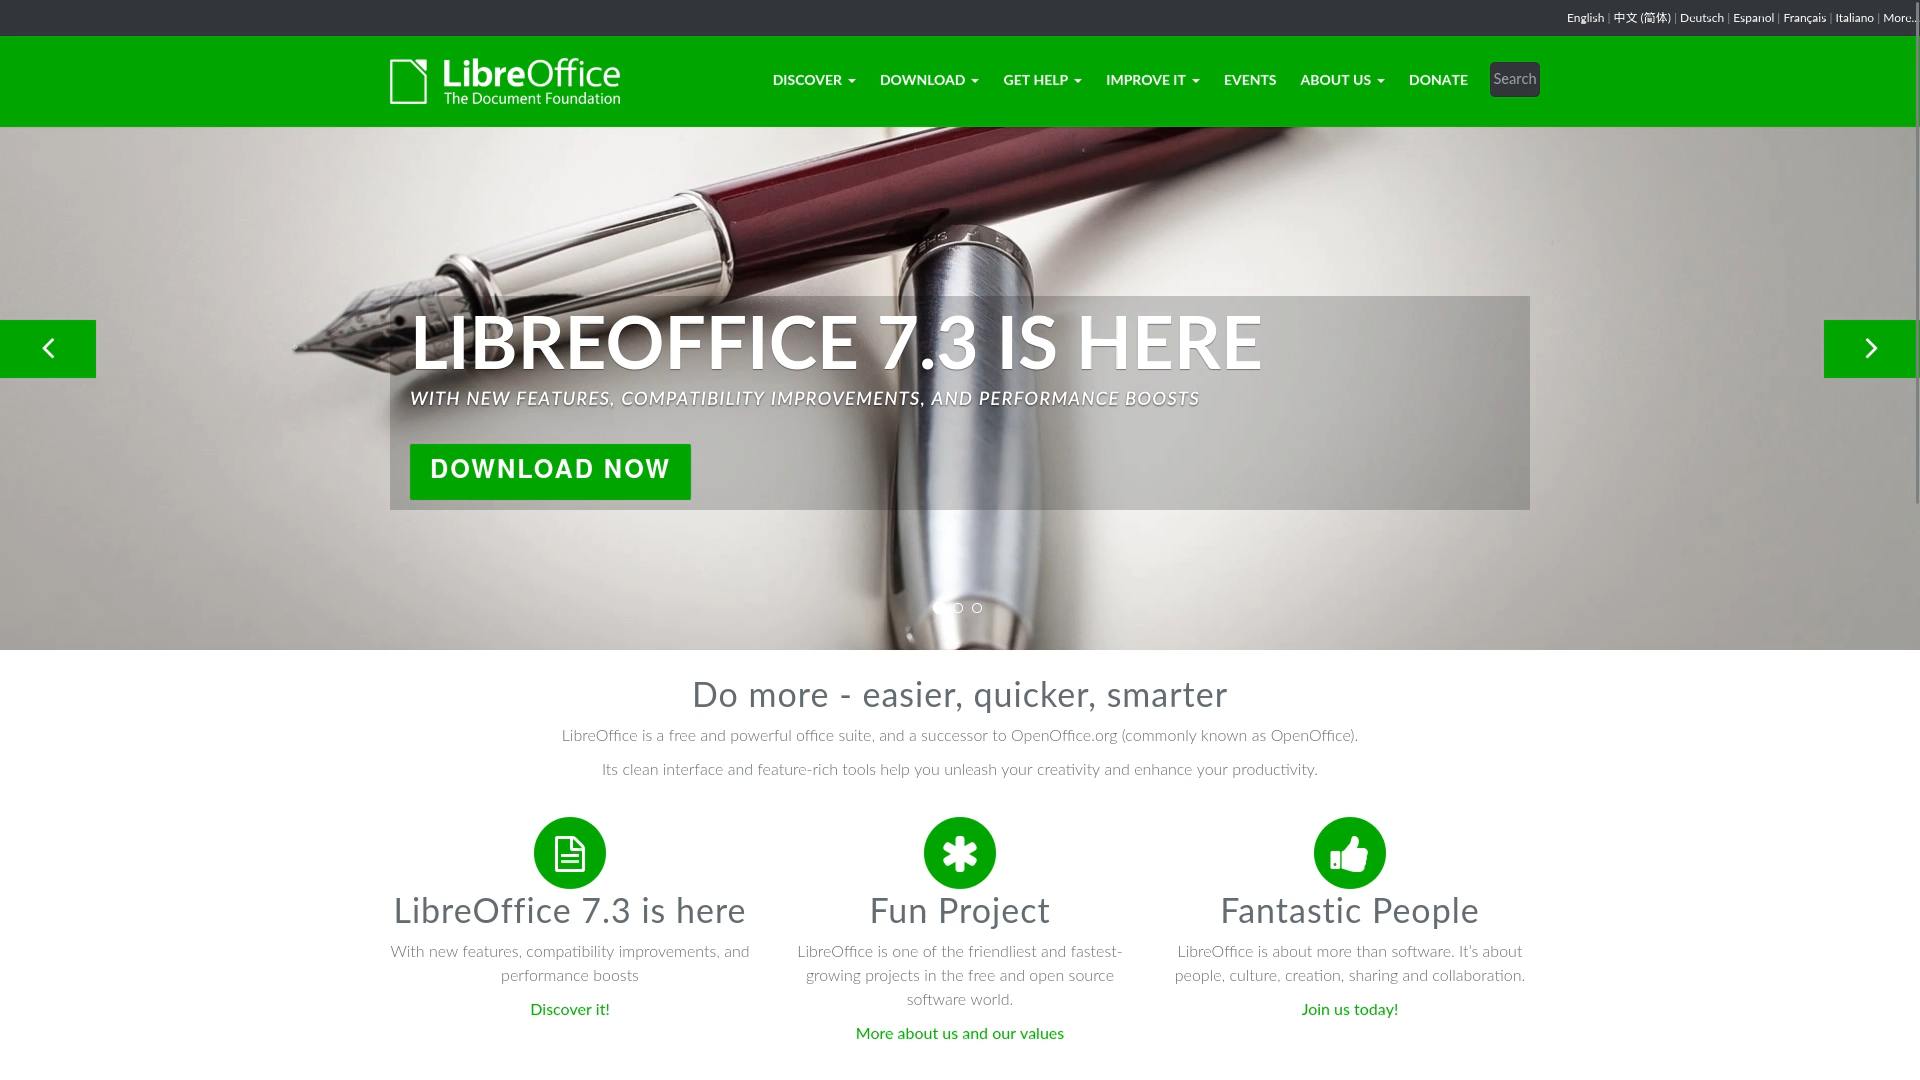 English | 中文 (简体) | Deutsch | Español | Français | Italiano | More...
LibreOffice
The Document Foundation
DISCOVER DOWNLOAD GET HELP IMPROVE IT EVENTS ABOUT US DONATE Search
LIBREOFFICE 7.3 IS HERE
WITH NEW FEATURES, COMPATIBILITY IMPROVEMENTS, AND PERFORMANCE BOOSTS
DOWNLOAD NOW
Do more - easier, quicker, smarter
LibreOffice is a free and powerful office suite, and a successor to OpenOffice.org (commonly known as OpenOffice).
Its clean interface and feature-rich tools help you unleash your creativity and enhance your productivity.
LibreOffice 7.3 is here
With new features, compatibility improvements, and
performance boosts
Discover it!
Fun Project
LibreOffice is one of the friendliest and fastest-
growing projects in the free and open source
software world.
More about us and our values
Fantastic People
LibreOffice is about more than software. It’s about
people, culture, creation, sharing and collaboration.
Join us today!